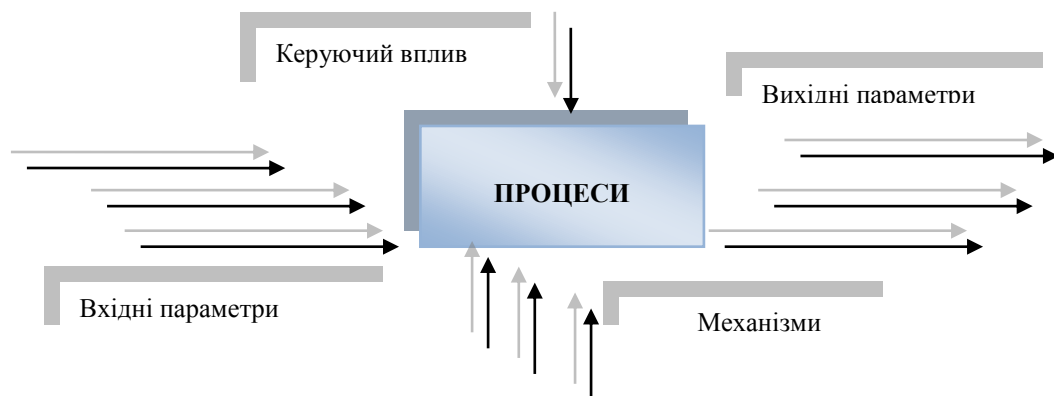 Керуючий вплив
Вихідні параметри
ПРОЦЕСИ
Вхідні параметри
Механізми